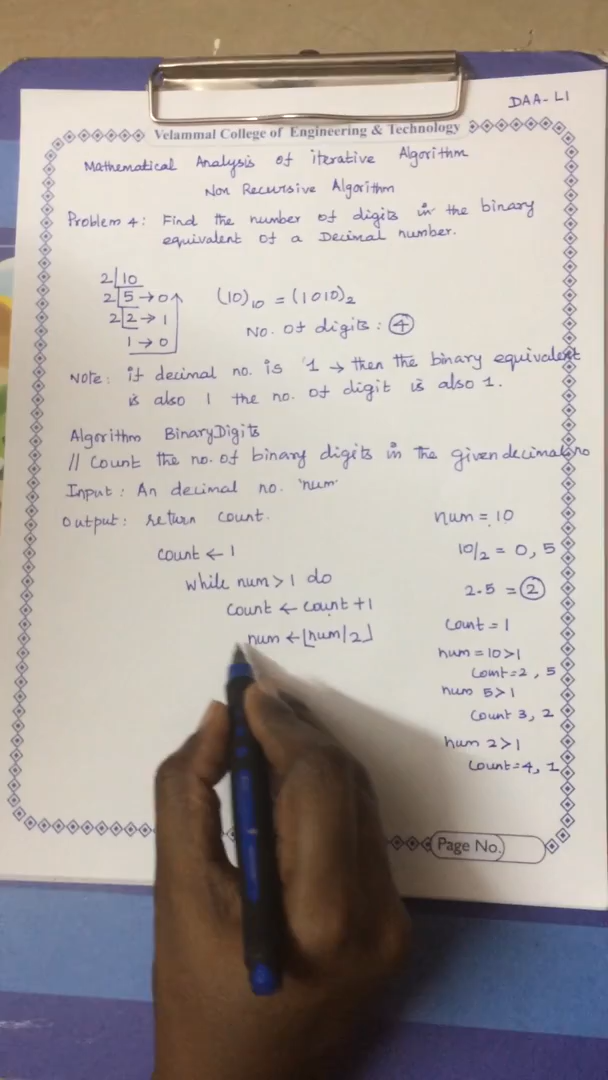 DAA- L1
Velammal College of Engineering & Technology
Mathematical Analysis of iterative Algorithm
Non Recursive Algorithm
Problem 4: Find the number of digits in the binary
equivalent of a Decimal number.
2 10
2 5 → 0
2 2 → 1
1 → 0
(10)₁₀ = (1010)₂
No. of digits: 4
Note: if decimal no. is '1 → then the binary equivalent
is also 1 the no. of digit is also 1.
Algorithm BinaryDigits
// Count the no. of binary digits in the given decimal no
Input: An decimal no. 'num'
Output: return count.
count ← 1
while num > 1 do
count ← count + 1
num ← ⌊num/2⌋
num = 10
10/2 = 0, 5
2.5 = 2
Count = 1
num = 10 > 1
Count = 2, 5
num 5 > 1
Count 3, 2
num 2 > 1
Count = 4, 1
Page No.